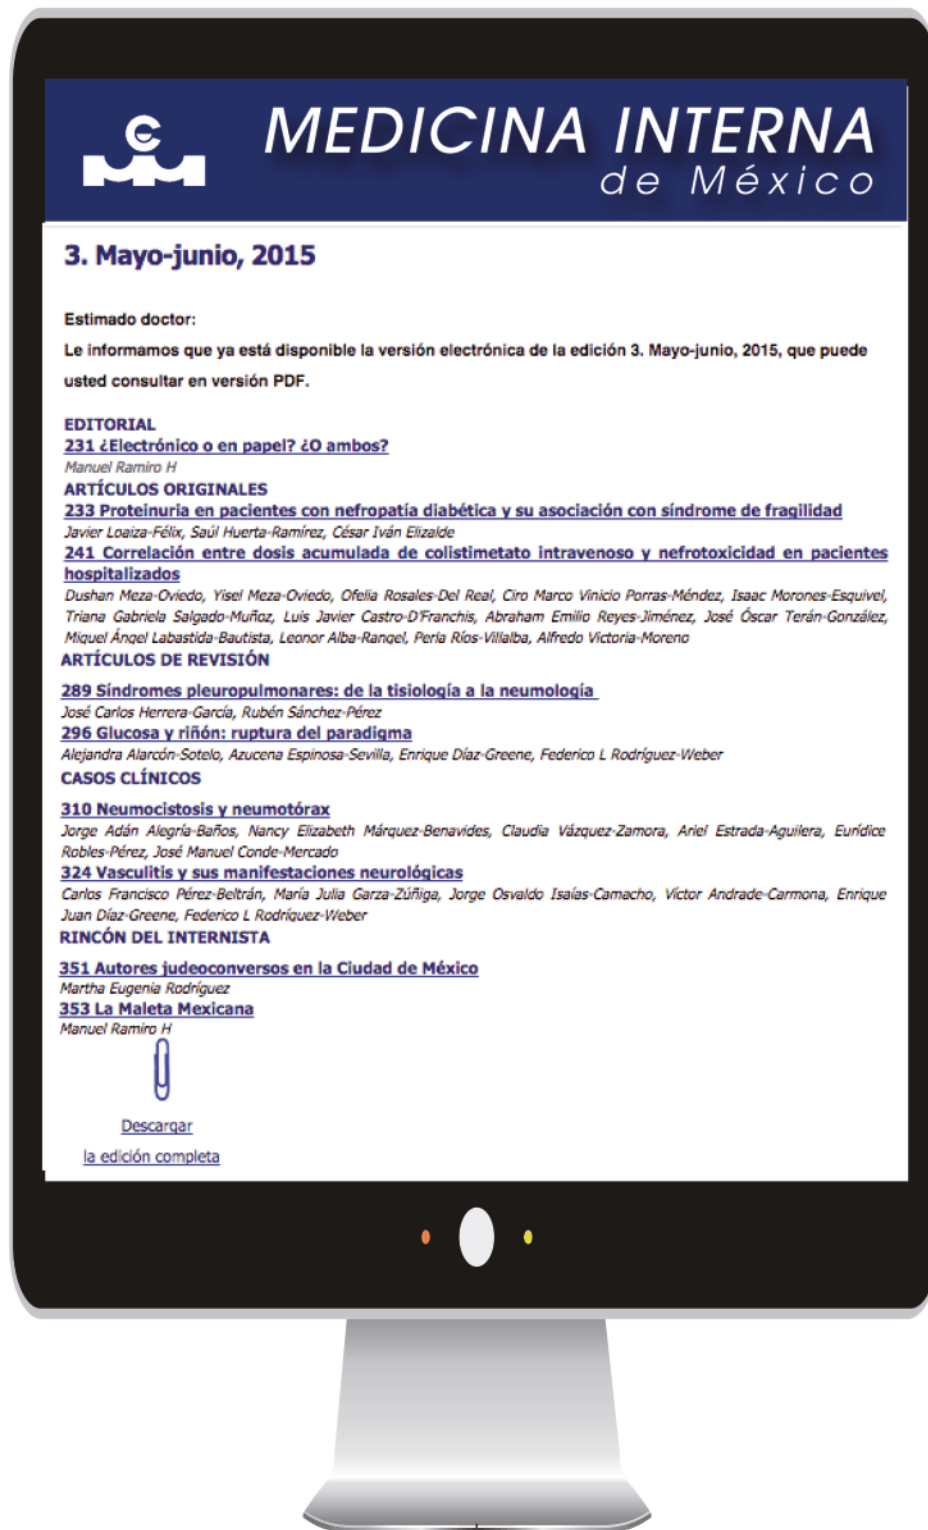 MEDICINA INTERNA
de México
3. Mayo-junio, 2015
Estimado doctor:
Le informamos que ya está disponible la versión electrónica de la edición 3. Mayo-junio, 2015, que puede
usted consultar en versión PDF.
EDITORIAL
231 ¿Electrónico o en papel? ¿O ambos?
Manuel Ramiro H
ARTÍCULOS ORIGINALES
233 Proteinuria en pacientes con nefropatía diabética y su asociación con síndrome de fragilidad
Javier Loaiza-Félix, Saúl Huerta-Ramírez, César Iván Elizalde
241 Correlación entre dosis acumulada de colistimetato intravenoso y nefrotoxicidad en pacientes
hospitalizados
Dushan Meza-Oviedo, Yisel Meza-Oviedo, Ofelia Rosales-Del Real, Ciro Marco Vinicio Porras-Méndez, Isaac Morones-Esquivel,
Triana Gabriela Salgado-Muñoz, Luis Javier Castro-D'Franchis, Abraham Emilio Reyes-Jiménez, José Óscar Terán-González,
Miguel Ángel Labastida-Bautista, Leonor Alba-Rangel, Perla Ríos-Villalba, Alfredo Victoria-Moreno
ARTÍCULOS DE REVISIÓN
289 Síndromes pleuropulmonares: de la tisiología a la neumología
José Carlos Herrera-García, Rubén Sánchez-Pérez
296 Glucosa y riñón: ruptura del paradigma
Alejandra Alarcón-Sotelo, Azucena Espinosa-Sevilla, Enrique Díaz-Greene, Federico L Rodríguez-Weber
CASOS CLÍNICOS
310 Neumocistosis y neumotórax
Jorge Adán Alegría-Baños, Nancy Elizabeth Márquez-Benavides, Claudia Vázquez-Zamora, Ariel Estrada-Aguilera, Eurídice
Robles-Pérez, José Manuel Conde-Mercado
324 Vasculitis y sus manifestaciones neurológicas
Carlos Francisco Pérez-Beltrán, María Julia Garza-Zúñiga, Jorge Osvaldo Isaías-Camacho, Víctor Andrade-Carmona, Enrique
Juan Díaz-Greene, Federico L Rodríguez-Weber
RINCÓN DEL INTERNISTA
351 Autores judeoconversos en la Ciudad de México
Martha Eugenia Rodríguez
353 La Maleta Mexicana
Manuel Ramiro H
Descargar
la edición completa